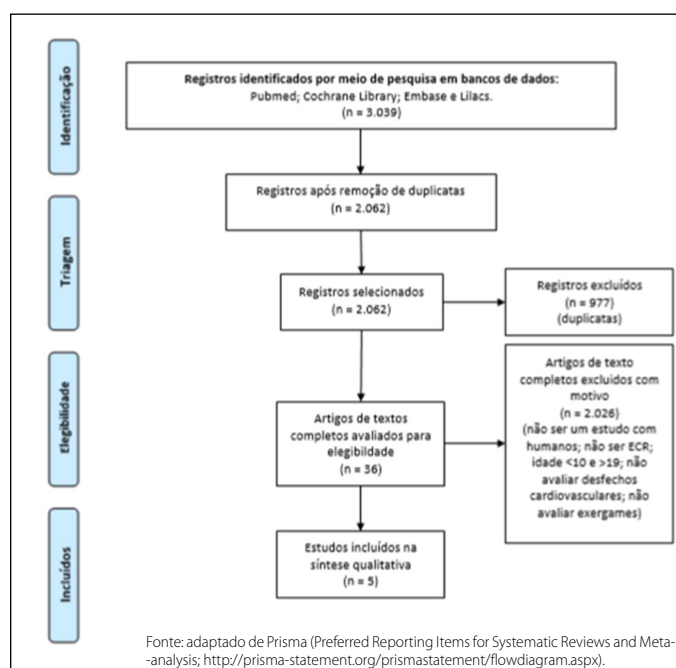 Identificação
Registros identificados por meio de pesquisa em bancos de dados:
Pubmed; Cochrane Library; Embase e Lilacs.
(n = 3.039)
Registros após remoção de duplicatas
(n = 2.062)
Triagem
Registros selecionados
(n = 2.062)
Registros excluídos
(n = 977)
(duplicatas)
Elegibilidade
Artigos de textos
completos avaliados para
elegibildade
(n = 36)
Artigos de texto
completos excluidos com
motivo
(n = 2.026)
(não ser um estudo com
humanos; não ser ECR;
idade <10 e >19; não
avaliar desfechos
cardiovasculares; não
avaliar exergames)
Incluídos
Estudos incluídos na
síntese qualitativa
(n = 5)
Fonte: adaptado de Prisma (Preferred Reporting Items for Systematic Reviews and Meta-
-analysis; http://prisma-statement.org/prismastatement/flowdiagram.aspx).